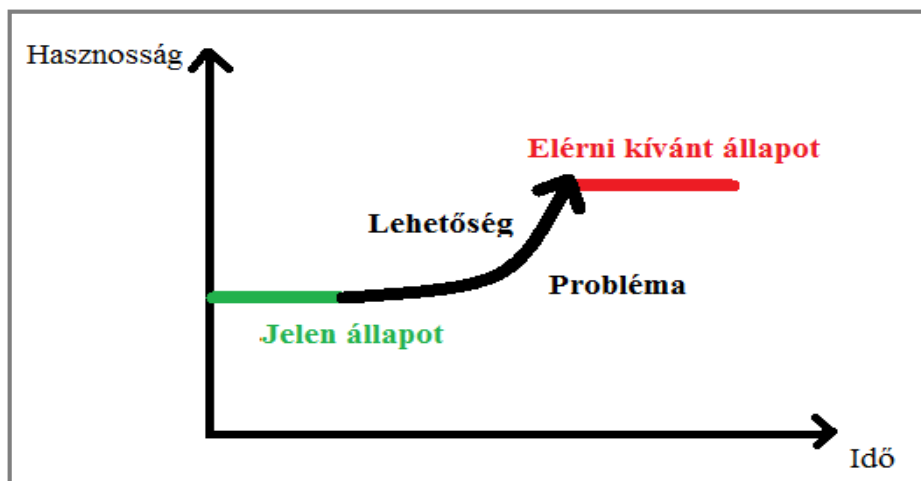 Hasznosság
Elérni kívánt állapot
Lehetőség
Probléma
Jelen állapot
Idő